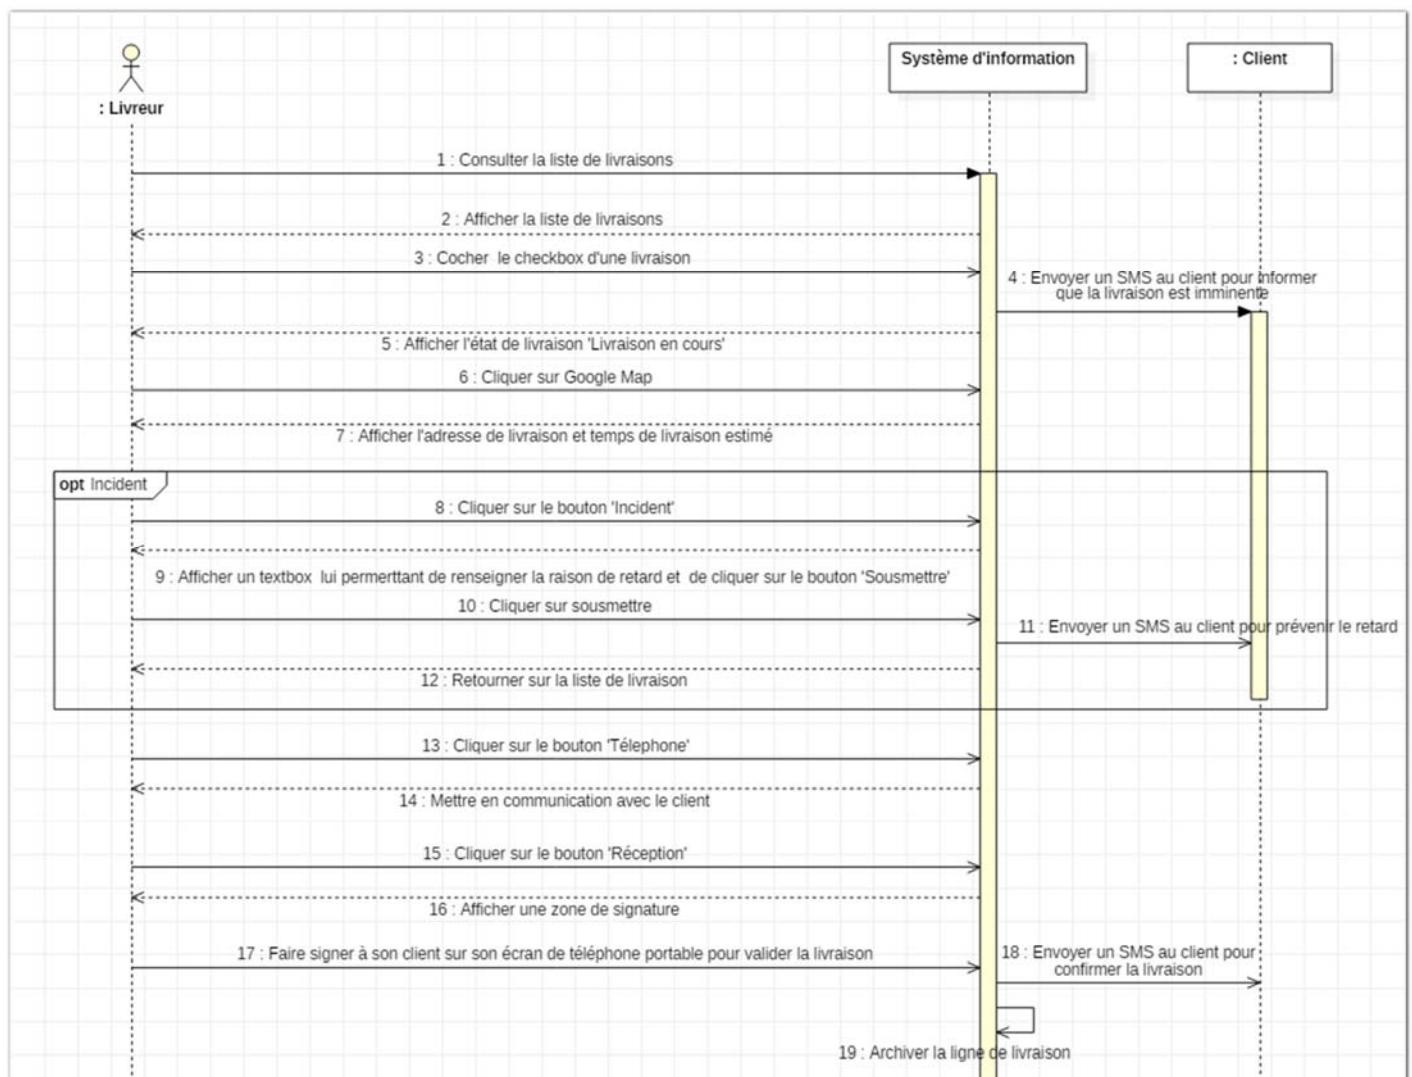 Système d'information
: Client
: Livreur
1 : Consulter la liste de livraisons
2 : Afficher la liste de livraisons
3 : Cocher  le checkbox d'une livraison
4 : Envoyer un SMS au client pour informer
que la livraison est imminente
5 : Afficher l'état de livraison 'Livraison en cours'
6 : Cliquer sur Google Map
7 : Afficher l'adresse de livraison et temps de livraison estimé
opt Incident
8 : Cliquer sur le bouton 'Incident'
9 : Afficher un textbox  lui permerttant de renseigner la raison de retard et  de cliquer sur le bouton 'Sousmettre'
10 : Cliquer sur sousmettre
11 : Envoyer un SMS au client pour prévenir le retard
12 : Retourner sur la liste de livraison
13 : Cliquer sur le bouton 'Télephone'
14 : Mettre en communication avec le client
15 : Cliquer sur le bouton 'Réception'
16 : Afficher une zone de signature
17 : Faire signer à son client sur son écran de téléphone portable pour valider la livraison
18 : Envoyer un SMS au client pour
confirmer la livraison
19 : Archiver la ligne de livraison